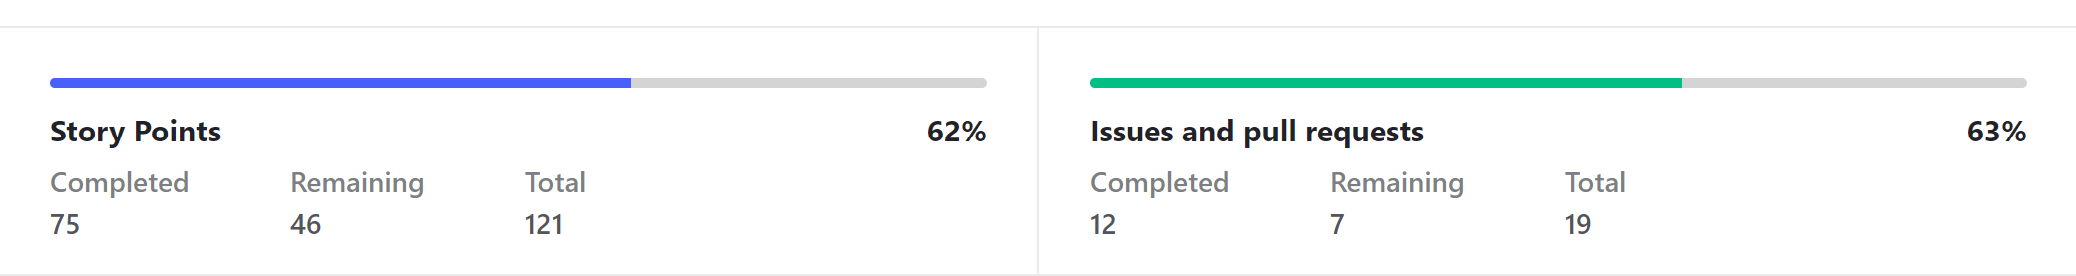 Story Points 62%
Completed Remaining Total
75 46 121
Issues and pull requests 63%
Completed Remaining Total
12 7 19